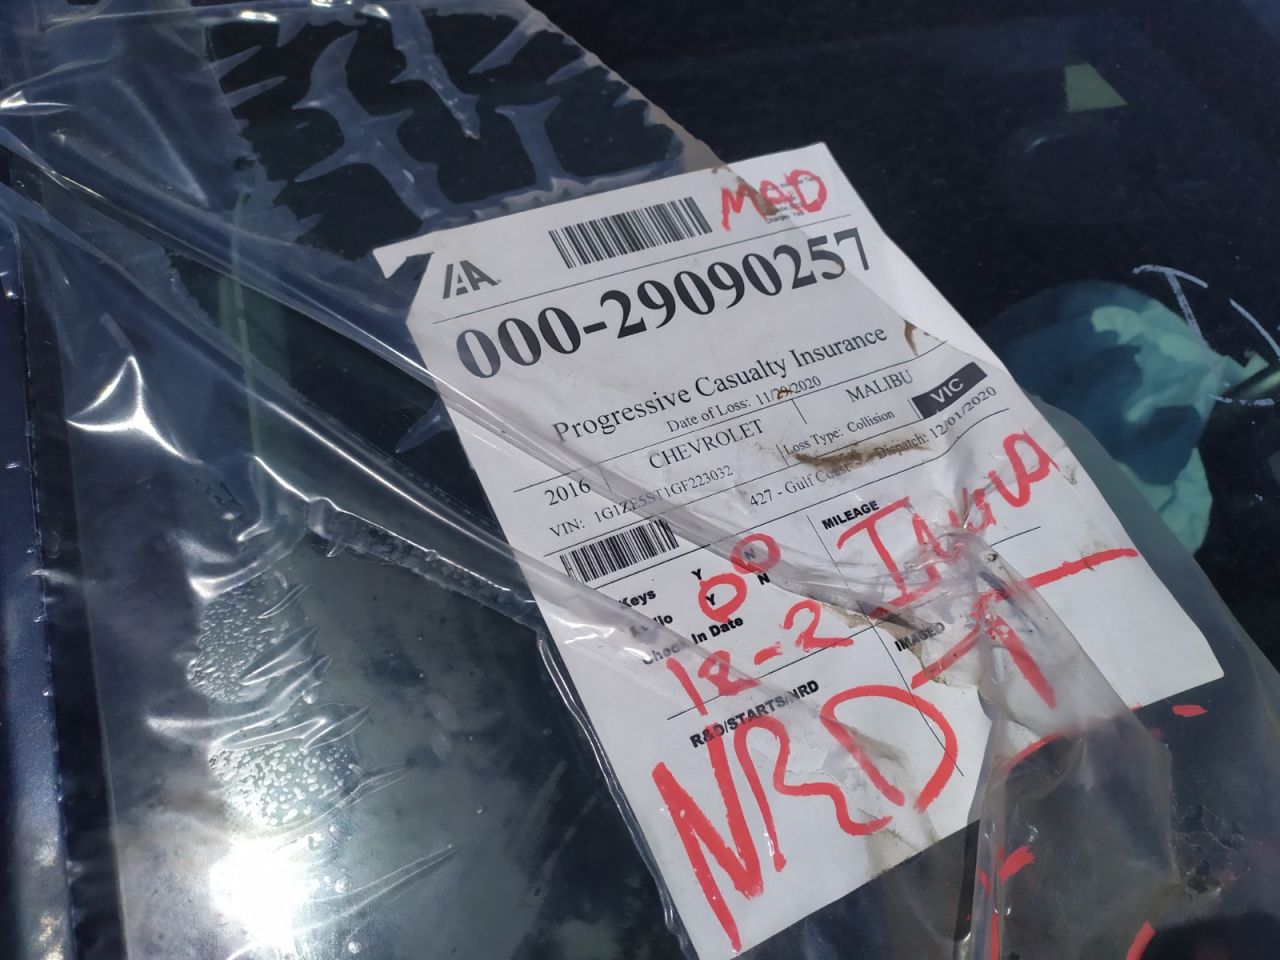 IAA
MAD
000-29090257
Progressive Casualty Insurance
Date of Loss: 11/29/2020
2016 CHEVROLET MALIBU
VIN: 1G1ZE5ST1GF223032 Loss Type: Collision VIC
427 - Gulf Coast Dispatch: 12/01/2020
Keys Y N
Y N
Check In Date
12-2
MILEAGE
IMAGED
R&D/STARTS/NRD
NRD